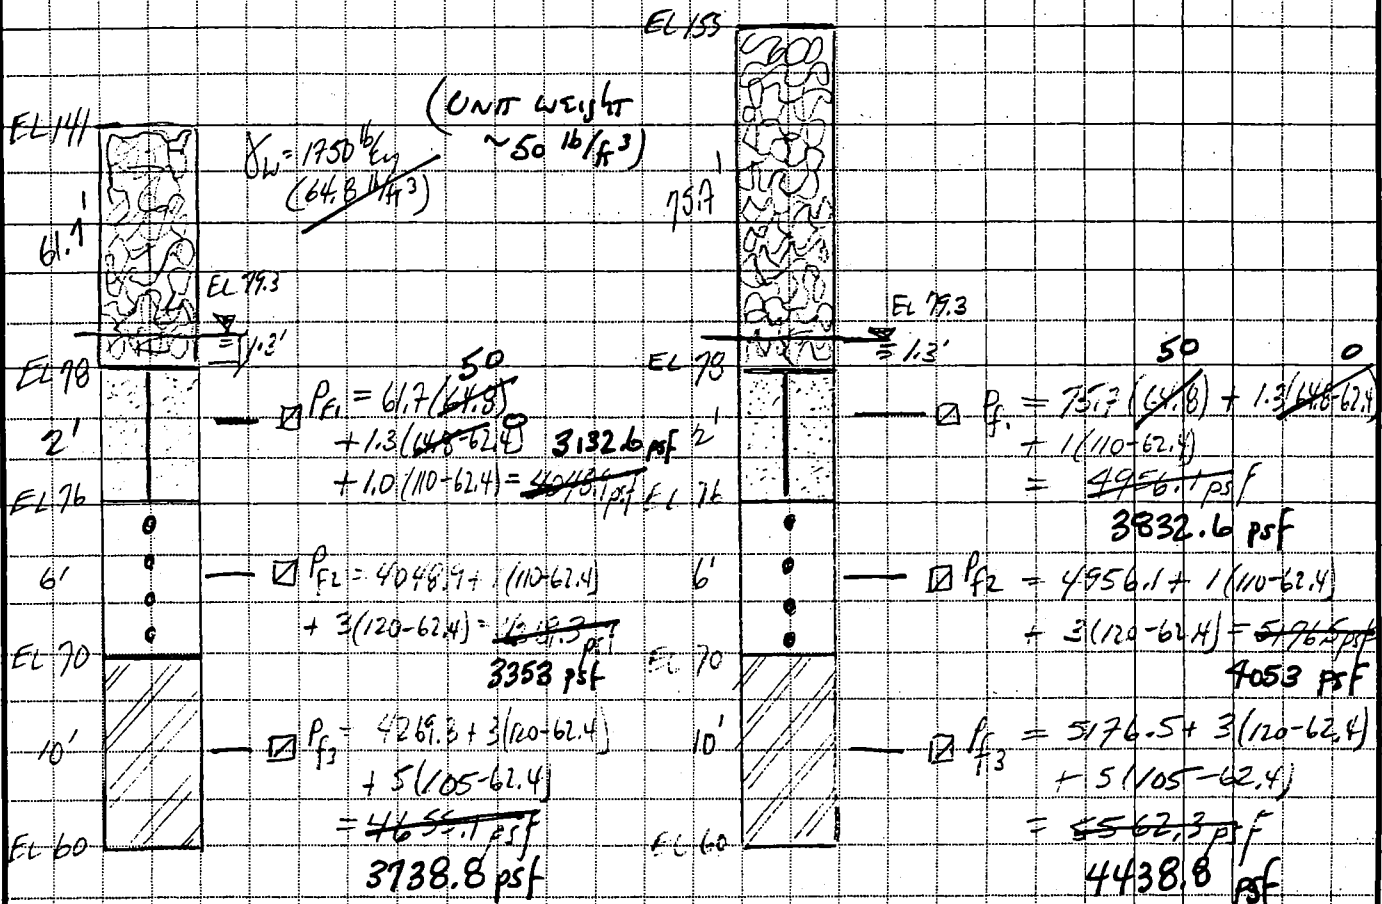 EL 141
61.7'
γw = 1750 lb/cy
(64.8 lb/ft³)
(UNIT WEIGHT
~50 lb/ft³)
EL 79.3
1.3'
EL 78
2'
EL 76
6'
EL 70
10'
EL 60
50
Pf1 = 61.7(64.8)
+ 1.3(64.8-62.4) 0 3132.6 psf
+ 1.0(110-62.4) = 4048.9 psf
Pf2 = 4048.9 + 1(110-62.4)
+ 3(120-62.4) = 4269.3 psf
3353 psf
Pf3 = 4269.3 + 3(120-62.4)
+ 5(105-62.4)
= 4655.1 psf
3738.8 psf
EL 155
75.7'
EL 79.3
1.3'
EL 78
2'
EL 76
6'
EL 70
10'
EL 60
50 0
Pf1 = 75.7(64.8) + 1.3(64.8-62.4)
+ 1(110-62.4)
= 4956.1 psf
3832.6 psf
Pf2 = 4956.1 + 1(110-62.4)
+ 3(120-62.4) = 5176.5 psf
4053 psf
Pf3 = 5176.5 + 3(120-62.4)
+ 5(105-62.4)
= 5562.3 psf
4438.8 psf